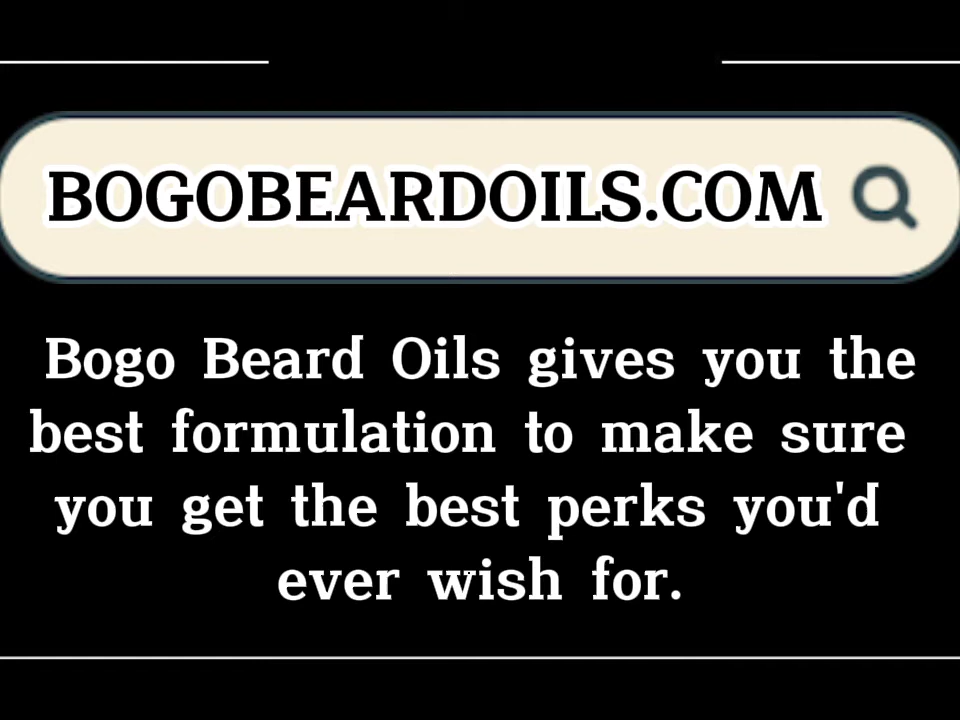 BOGOBEARDOILS.COM
Bogo Beard Oils gives you the
best formulation to make sure
you get the best perks you'd
ever wish for.